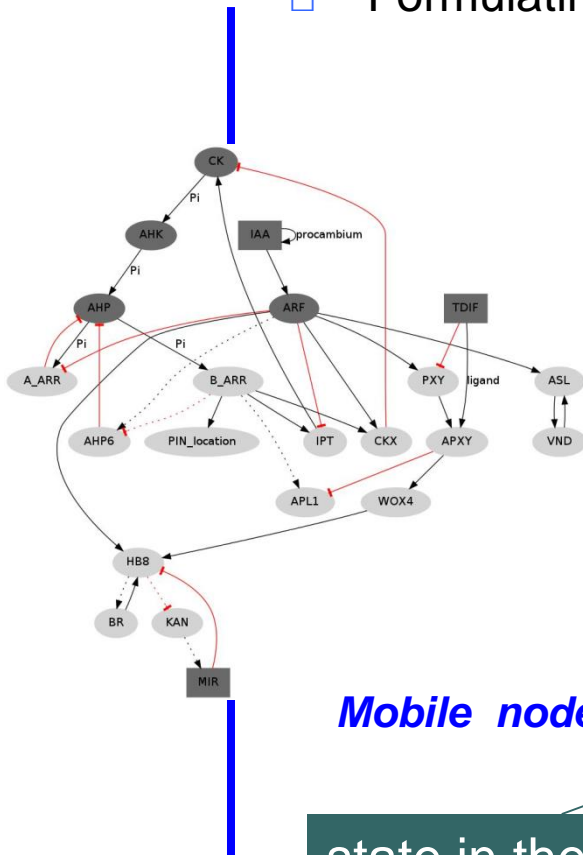 Formulatin
CK
Pi
AHK
IAA
procambium
Pi
AHP
ARF
TDIF
Pi
Pi
A_ARR
B_ARR
PXY
ligand
ASL
AHP6
PIN_location
IPT
CKX
APXY
VND
APL1
WOX4
HB8
BR
KAN
MIR
Mobile node
state in the